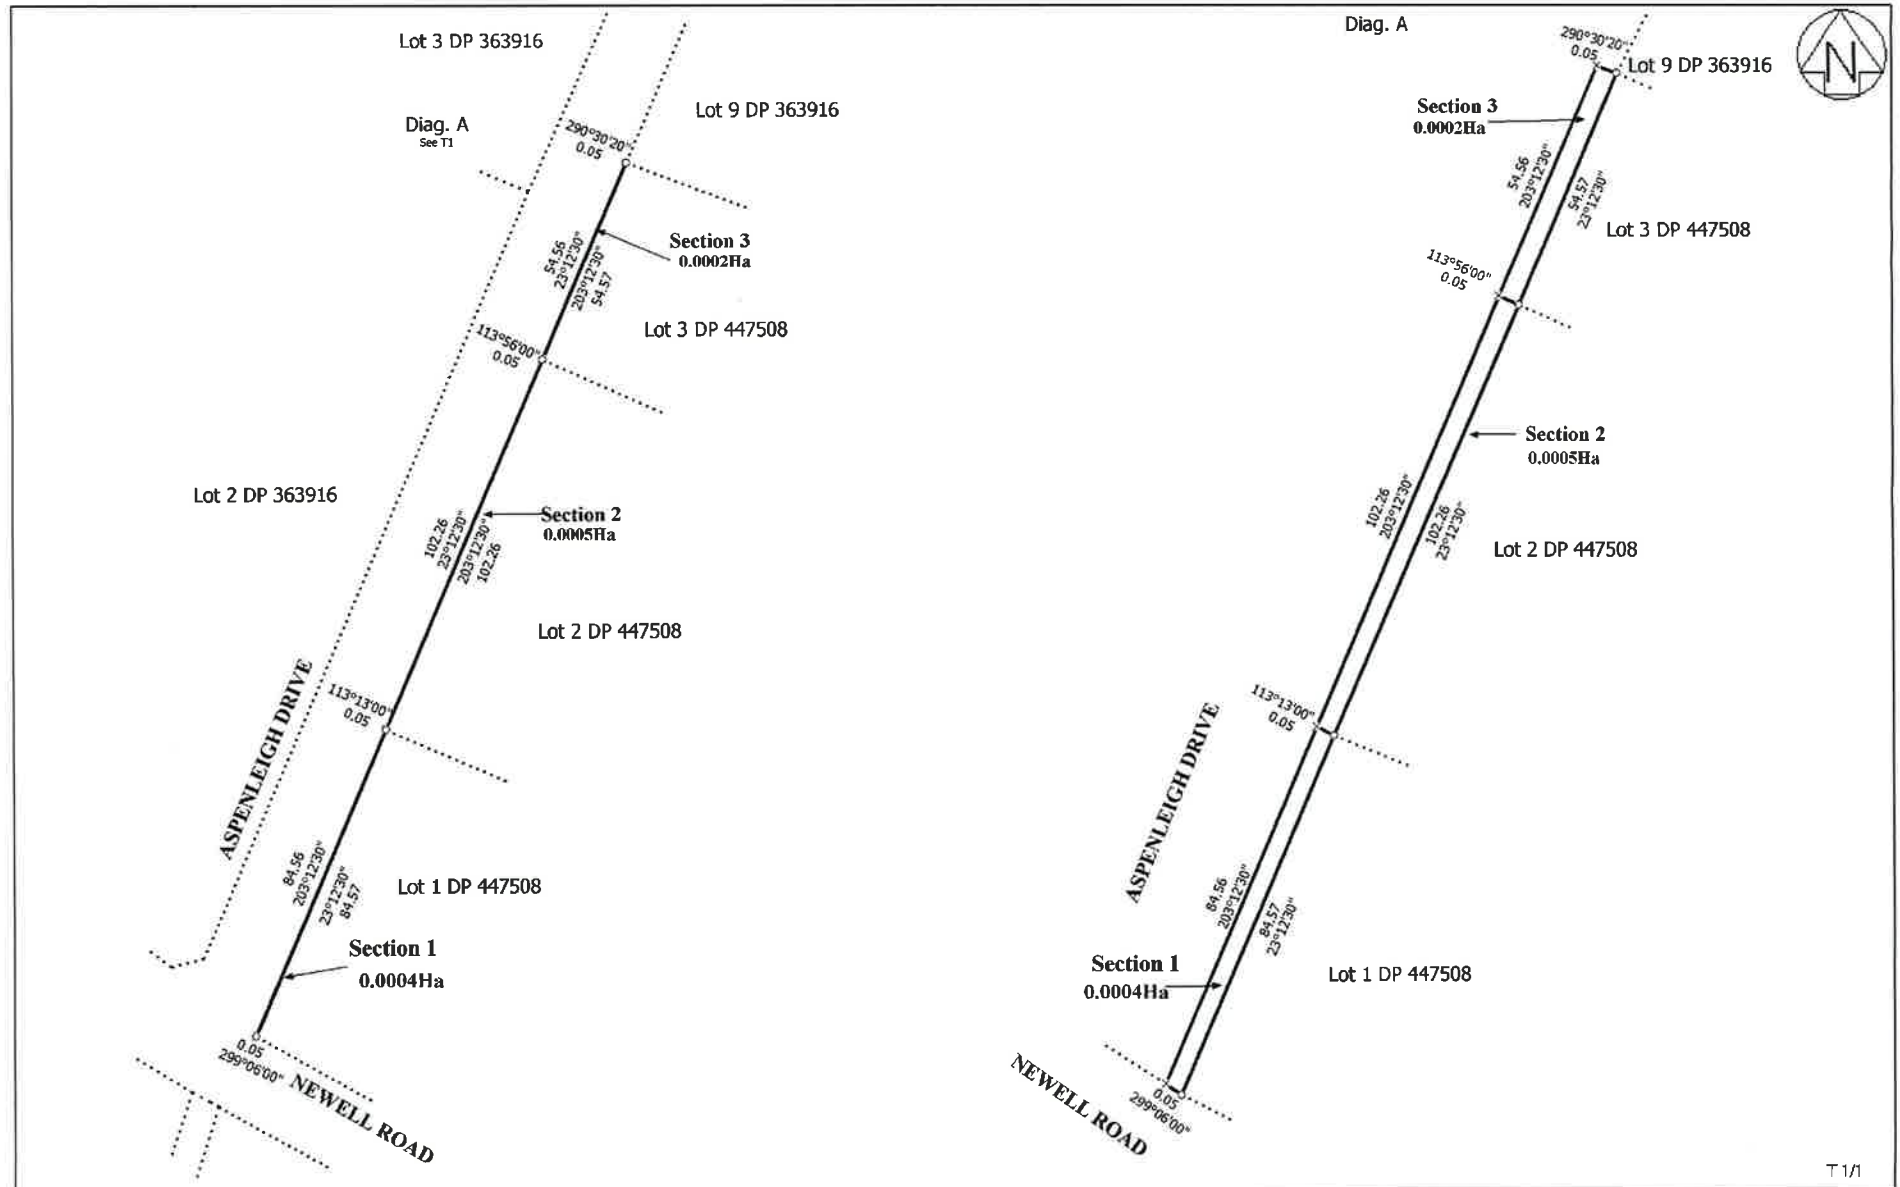 Lot 3 DP 363916
Lot 9 DP 363916
Diag. A
See T1
290°30'20"
0.05
Section 3
0.0002Ha
54.56
23°12'30"
203°12'30"
54.57
Lot 3 DP 447508
113°56'00"
0.05
Lot 2 DP 363916
Section 2
0.0005Ha
102.26
23°12'30"
203°12'30"
102.26
Lot 2 DP 447508
113°13'00"
0.05
ASPENLEIGH DRIVE
84.56
203°12'30"
23°12'30"
84.57
Lot 1 DP 447508
Section 1
0.0004Ha
0.05
299°06'00"
NEWELL ROAD
Diag. A
290°30'20"
0.05
Lot 9 DP 363916
N
Section 3
0.0002Ha
54.56
203°12'30"
54.57
23°12'30"
Lot 3 DP 447508
113°56'00"
0.05
Section 2
0.0005Ha
102.26
203°12'30"
102.26
23°12'30"
Lot 2 DP 447508
113°13'00"
0.05
ASPENLEIGH DRIVE
84.56
203°12'30"
84.57
23°12'30"
Section 1
0.0004Ha
Lot 1 DP 447508
NEWELL ROAD
0.05
299°06'00"
T 1/1